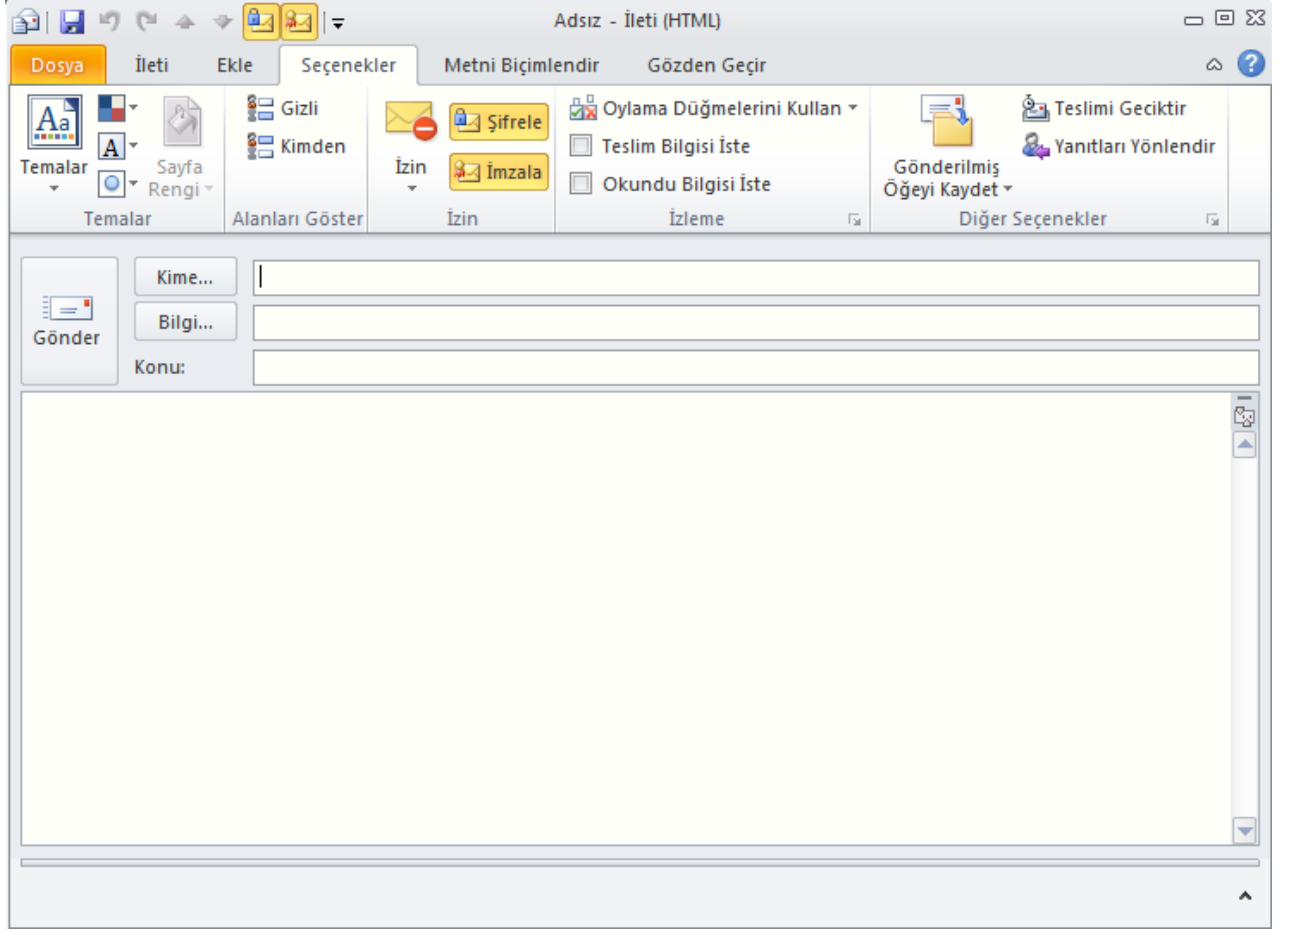 Adsız - İleti (HTML)
Dosya İleti Ekle Seçenekler Metni Biçimlendir Gözden Geçir
Aa
Temalar
A
Sayfa
Rengi
Temalar
Gizli
Kimden
Alanları Göster
İzin
Şifrele
İmzala
İzin
Oylama Düğmelerini Kullan
Teslim Bilgisi İste
Okundu Bilgisi İste
İzleme
Gönderilmiş
Öğeyi Kaydet
Teslimi Geciktir
Yanıtları Yönlendir
Diğer Seçenekler
Gönder
Kime...
Bilgi...
Konu: